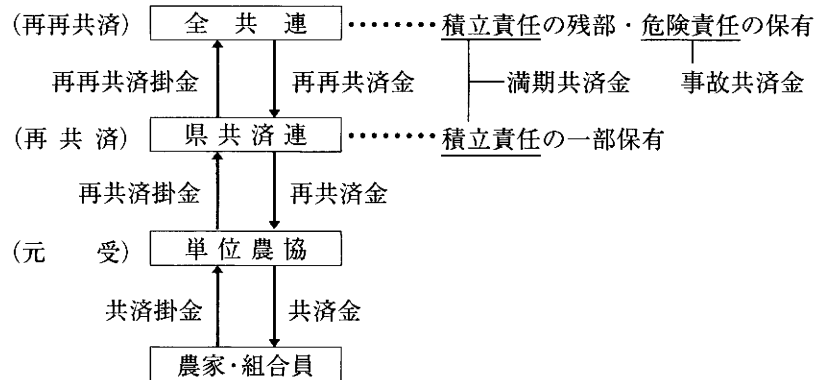 (再再共済) 全共連 ········ 積立責任の残部・危険責任の保有
再再共済掛金 再再共済金 満期共済金 事故共済金
(再共済) 県共済連 ········ 積立責任の一部保有
再共済掛金 再共済金
(元受) 単位農協
共済掛金 共済金
農家・組合員